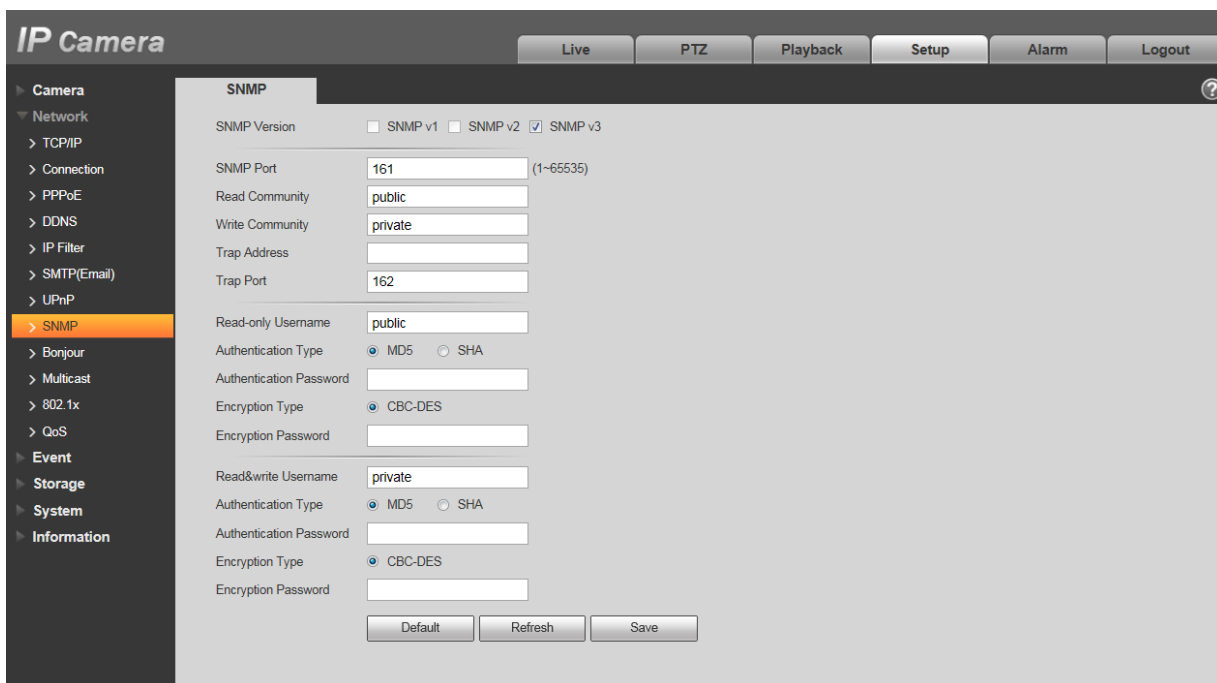 IP Camera
Live PTZ Playback Setup Alarm Logout
Camera
Network
TCP/IP
Connection
PPPoE
DDNS
IP Filter
SMTP(Email)
UPnP
SNMP
Bonjour
Multicast
802.1x
QoS
Event
Storage
System
Information
SNMP
?
SNMP Version SNMP v1 SNMP v2 SNMP v3
SNMP Port 161 (1~65535)
Read Community public
Write Community private
Trap Address
Trap Port 162
Read-only Username public
Authentication Type MD5 SHA
Authentication Password
Encryption Type CBC-DES
Encryption Password
Read&write Username private
Authentication Type MD5 SHA
Authentication Password
Encryption Type CBC-DES
Encryption Password
Default Refresh Save